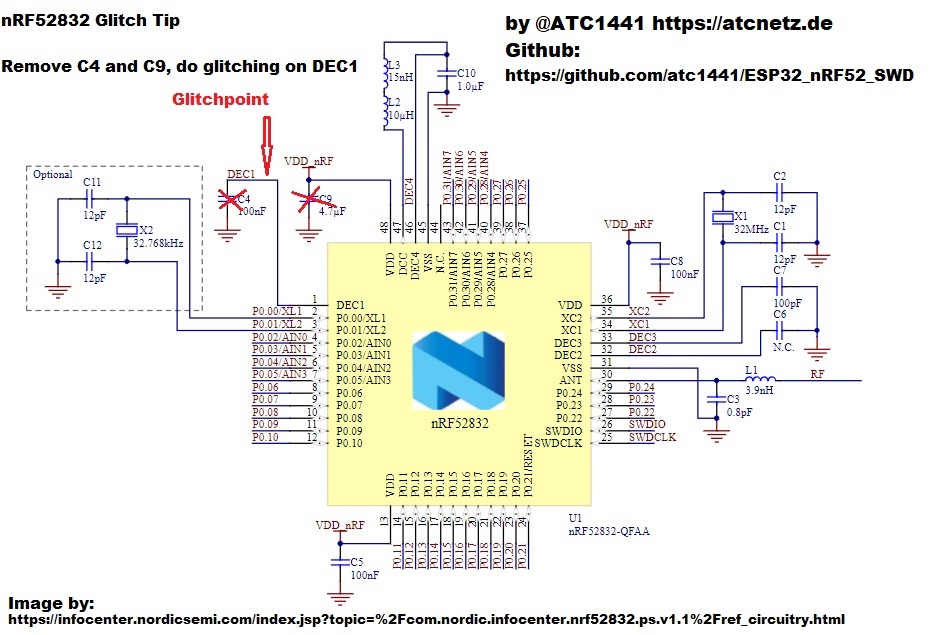 nRF52832 Glitch Tip
by @ATC1441 https://atcnetz.de
Github:
https://github.com/atc1441/ESP32_nRF52_SWD
Remove C4 and C9, do glitching on DEC1
Glitchpoint
L3
15nH
L2
10µH
C10
1.0µF
Optional
C11
12pF
X2
32.768kHz
C12
12pF
DEC1
C4
100nF
VDD_nRF
C9
4.7µF
DEC4
P0.31/AIN7
P0.30/AIN6
P0.29/AIN5
P0.28/AIN4
P0.27
P0.26
P0.25
48
47
46
45
44
43
42
41
40
39
38
37
VDD
DCC
DEC4
VSS
N.C.
P0.31/AIN7
P0.30/AIN6
P0.29/AIN5
P0.28/AIN4
P0.27
P0.26
P0.25
VDD_nRF
C8
100nF
C2
12pF
X1
32MHz
C1
12pF
C7
100pF
C6
N.C.
1 DEC1
P0.00/XL1 2 P0.00/XL1
P0.01/XL2 3 P0.01/XL2
P0.02/AIN0 4 P0.02/AIN0
P0.03/AIN1 5 P0.03/AIN1
P0.04/AIN2 6 P0.04/AIN2
P0.05/AIN3 7 P0.05/AIN3
P0.06 8 P0.06
P0.07 9 P0.07
P0.08 10 P0.08
P0.09 11 P0.09
P0.10 12 P0.10
nRF52832
VDD 36
XC2 35 XC2
XC1 34 XC1
DEC3 33 DEC3
DEC2 32 DEC2
VSS 31
ANT 30
P0.24 29 P0.24
P0.23 28 P0.23
P0.22 27 P0.22
SWDIO 26 SWDIO
SWDCLK 25 SWDCLK
L1
3.9nH
RF
C3
0.8pF
VDD
P0.11
P0.12
P0.13
P0.14
P0.15
P0.16
P0.17
P0.18
P0.19
P0.20
P0.21/RESET
13
14
15
16
17
18
19
20
21
22
23
24
P0.11
P0.12
P0.13
P0.14
P0.15
P0.16
P0.17
P0.18
P0.19
P0.20
P0.21
VDD_nRF
C5
100nF
U1
nRF52832-QFAA
Image by:
https://infocenter.nordicsemi.com/index.jsp?topic=%2Fcom.nordic.infocenter.nrf52832.ps.v1.1%2Fref_circuitry.html